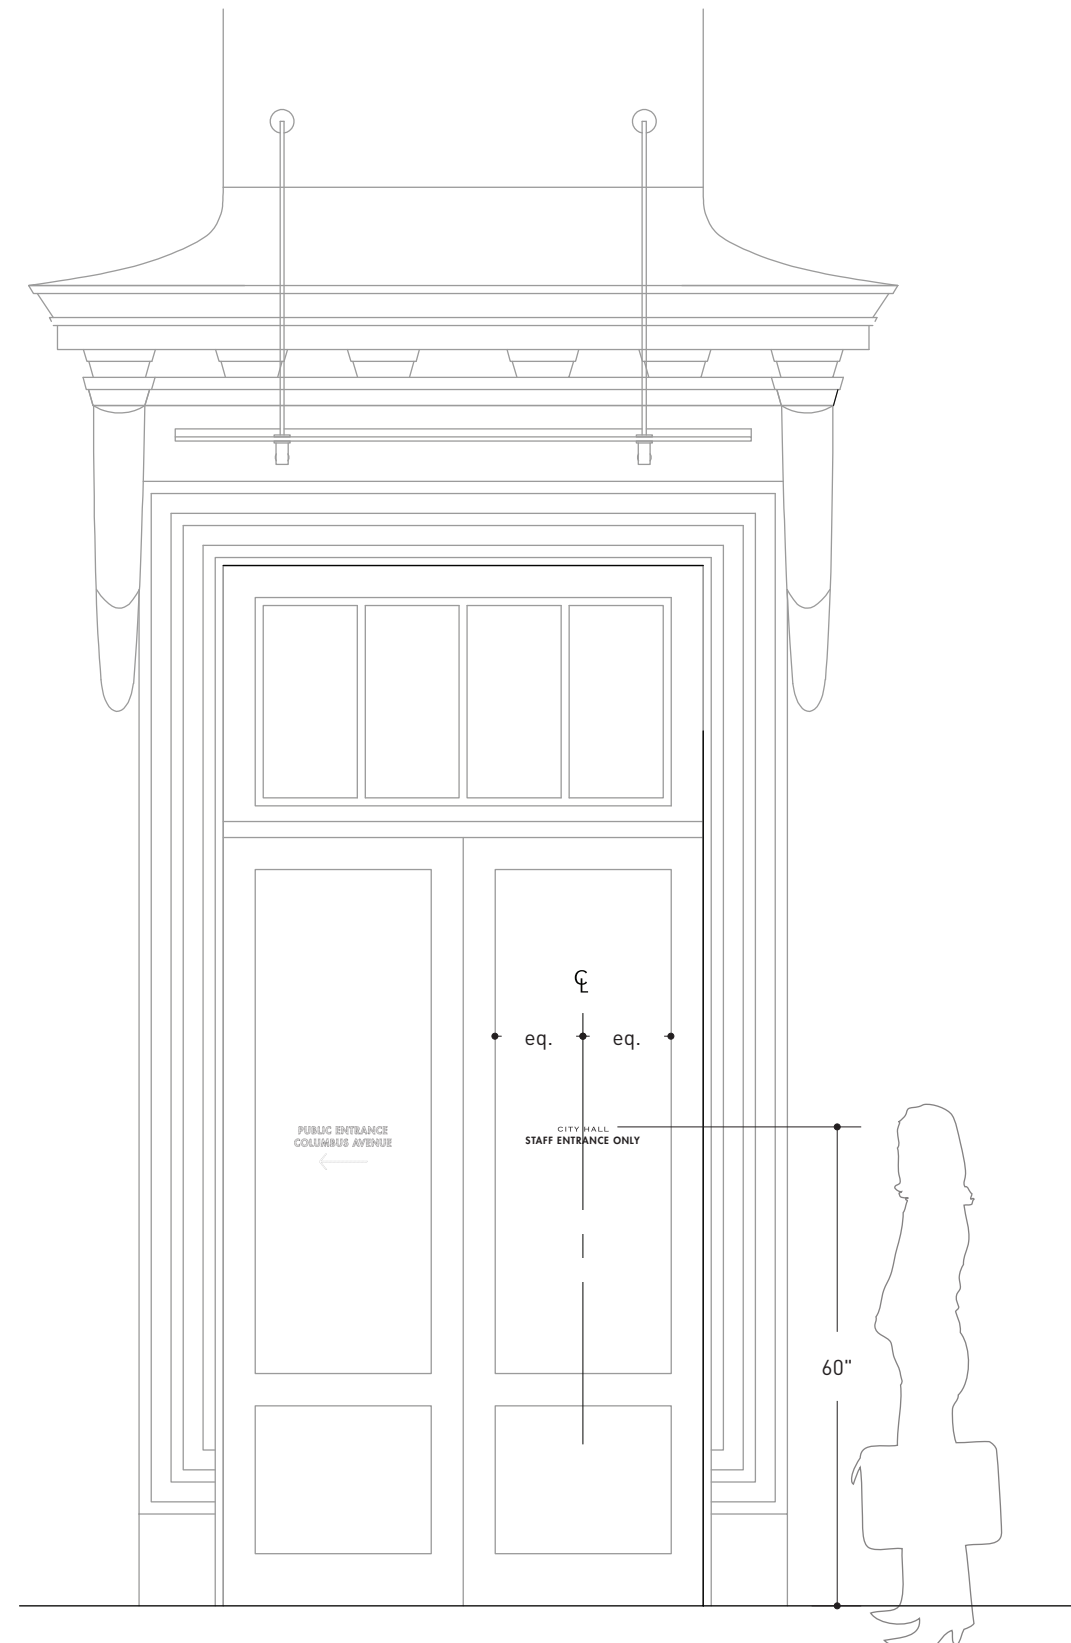 ℄
eq. eq.
PUBLIC ENTRANCE
COLUMBUS AVENUE
CITY HALL
STAFF ENTRANCE ONLY
60"